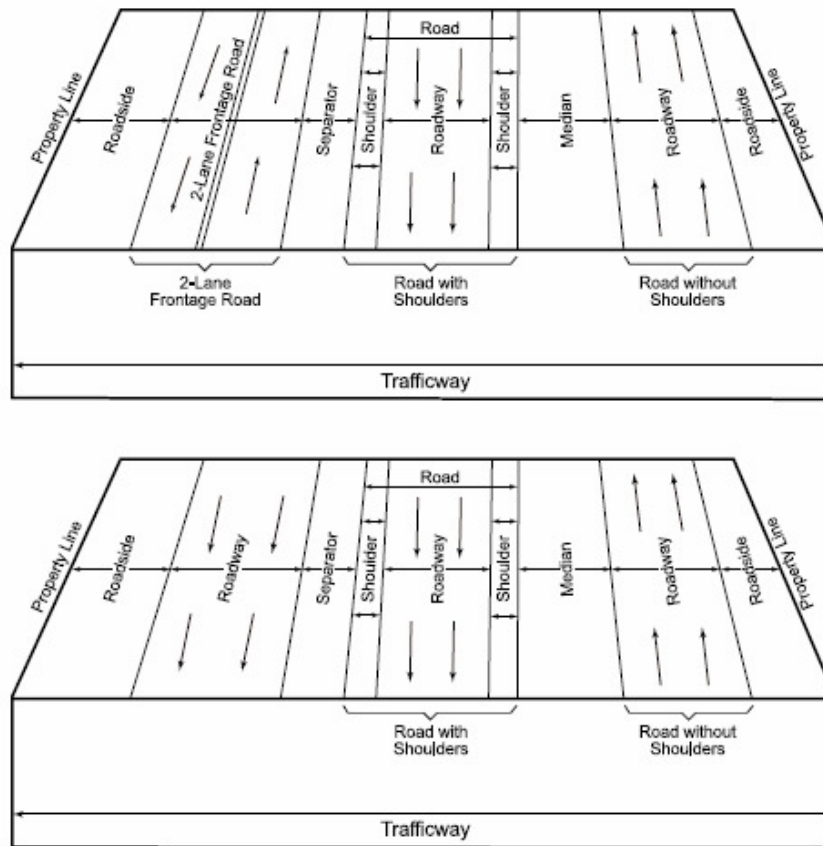 Road
Property Line
Roadside
2-Lane Frontage Road
Separator
Shoulder
Roadway
Shoulder
Median
Roadway
Roadside
Property Line
2-Lane
Frontage Road
Road with
Shoulders
Road without
Shoulders
Trafficway
Road
Property Line
Roadside
Roadway
Separator
Shoulder
Roadway
Shoulder
Median
Roadway
Roadside
Property Line
Road with
Shoulders
Road without
Shoulders
Trafficway